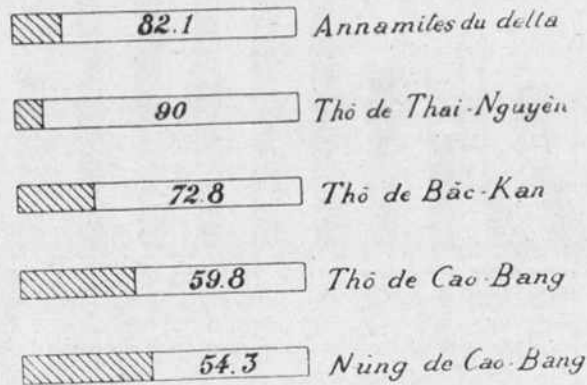 82.1 Annamites du delta
90 Thô de Thai-Nguyên
72.8 Thô de Bǎc-Kan
59.8 Thô de Cao-Bang
54.3 Nùng de Cao-Bang